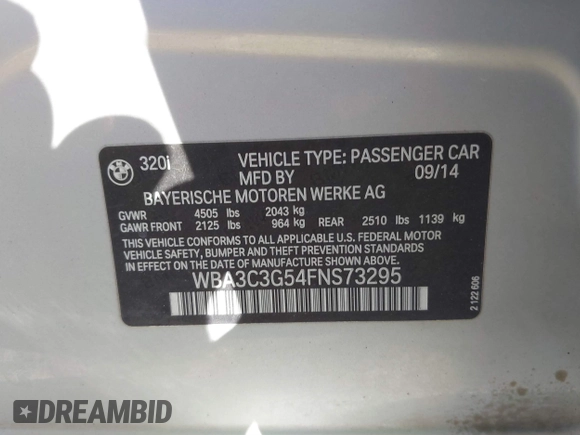 BMW
320i VEHICLE TYPE: PASSENGER CAR
MFD BY 09/14
BAYERISCHE MOTOREN WERKE AG
GVWR 4505 lbs 2043 kg
GAWR FRONT 2125 lbs 964 kg REAR 2510 lbs 1139 kg
THIS VEHICLE CONFORMS TO ALL APPLICABLE U.S. FEDERAL MOTOR
VEHICLE SAFETY, BUMPER AND THEFT PREVENTION STANDARDS
IN EFFECT ON THE DATE OF MANUFACTURE SHOWN ABOVE.
WBA3C3G54FNS73295
2 122 606
DREAMBID